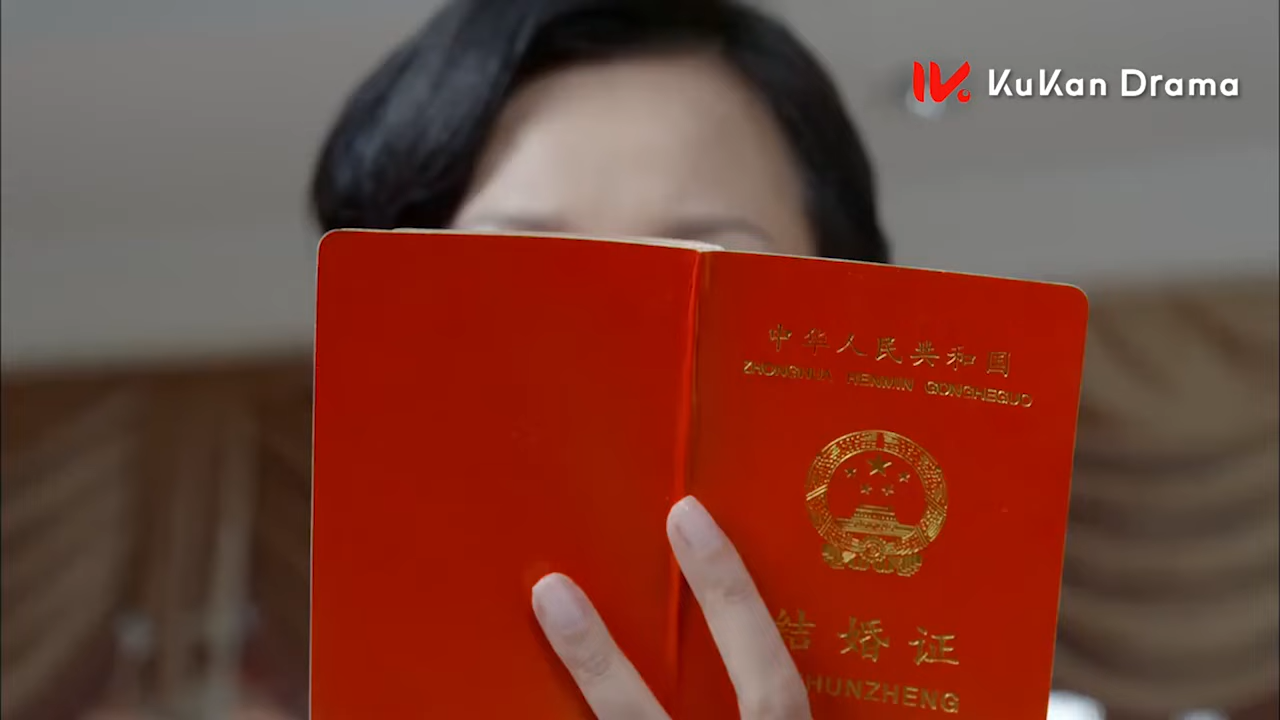 KuKan Drama
中华人民共和国
ZHONGHUA RENMIN GONGHEGUO
结婚证
HUNZHENG